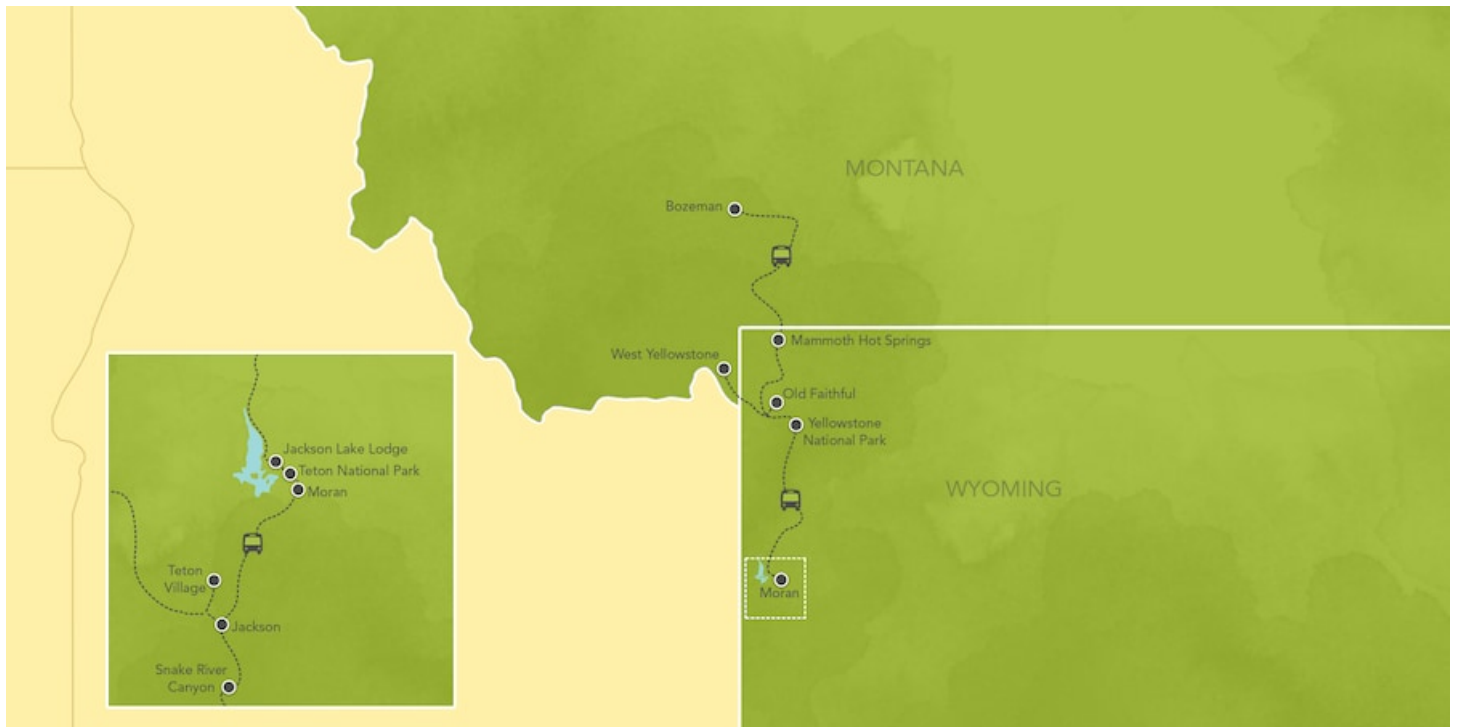 MONTANA
Bozeman
Mammoth Hot Springs
West Yellowstone
Old Faithful
Yellowstone
National Park
WYOMING
Moran
Jackson Lake Lodge
Teton National Park
Moran
Teton
Village
Jackson
Snake River
Canyon